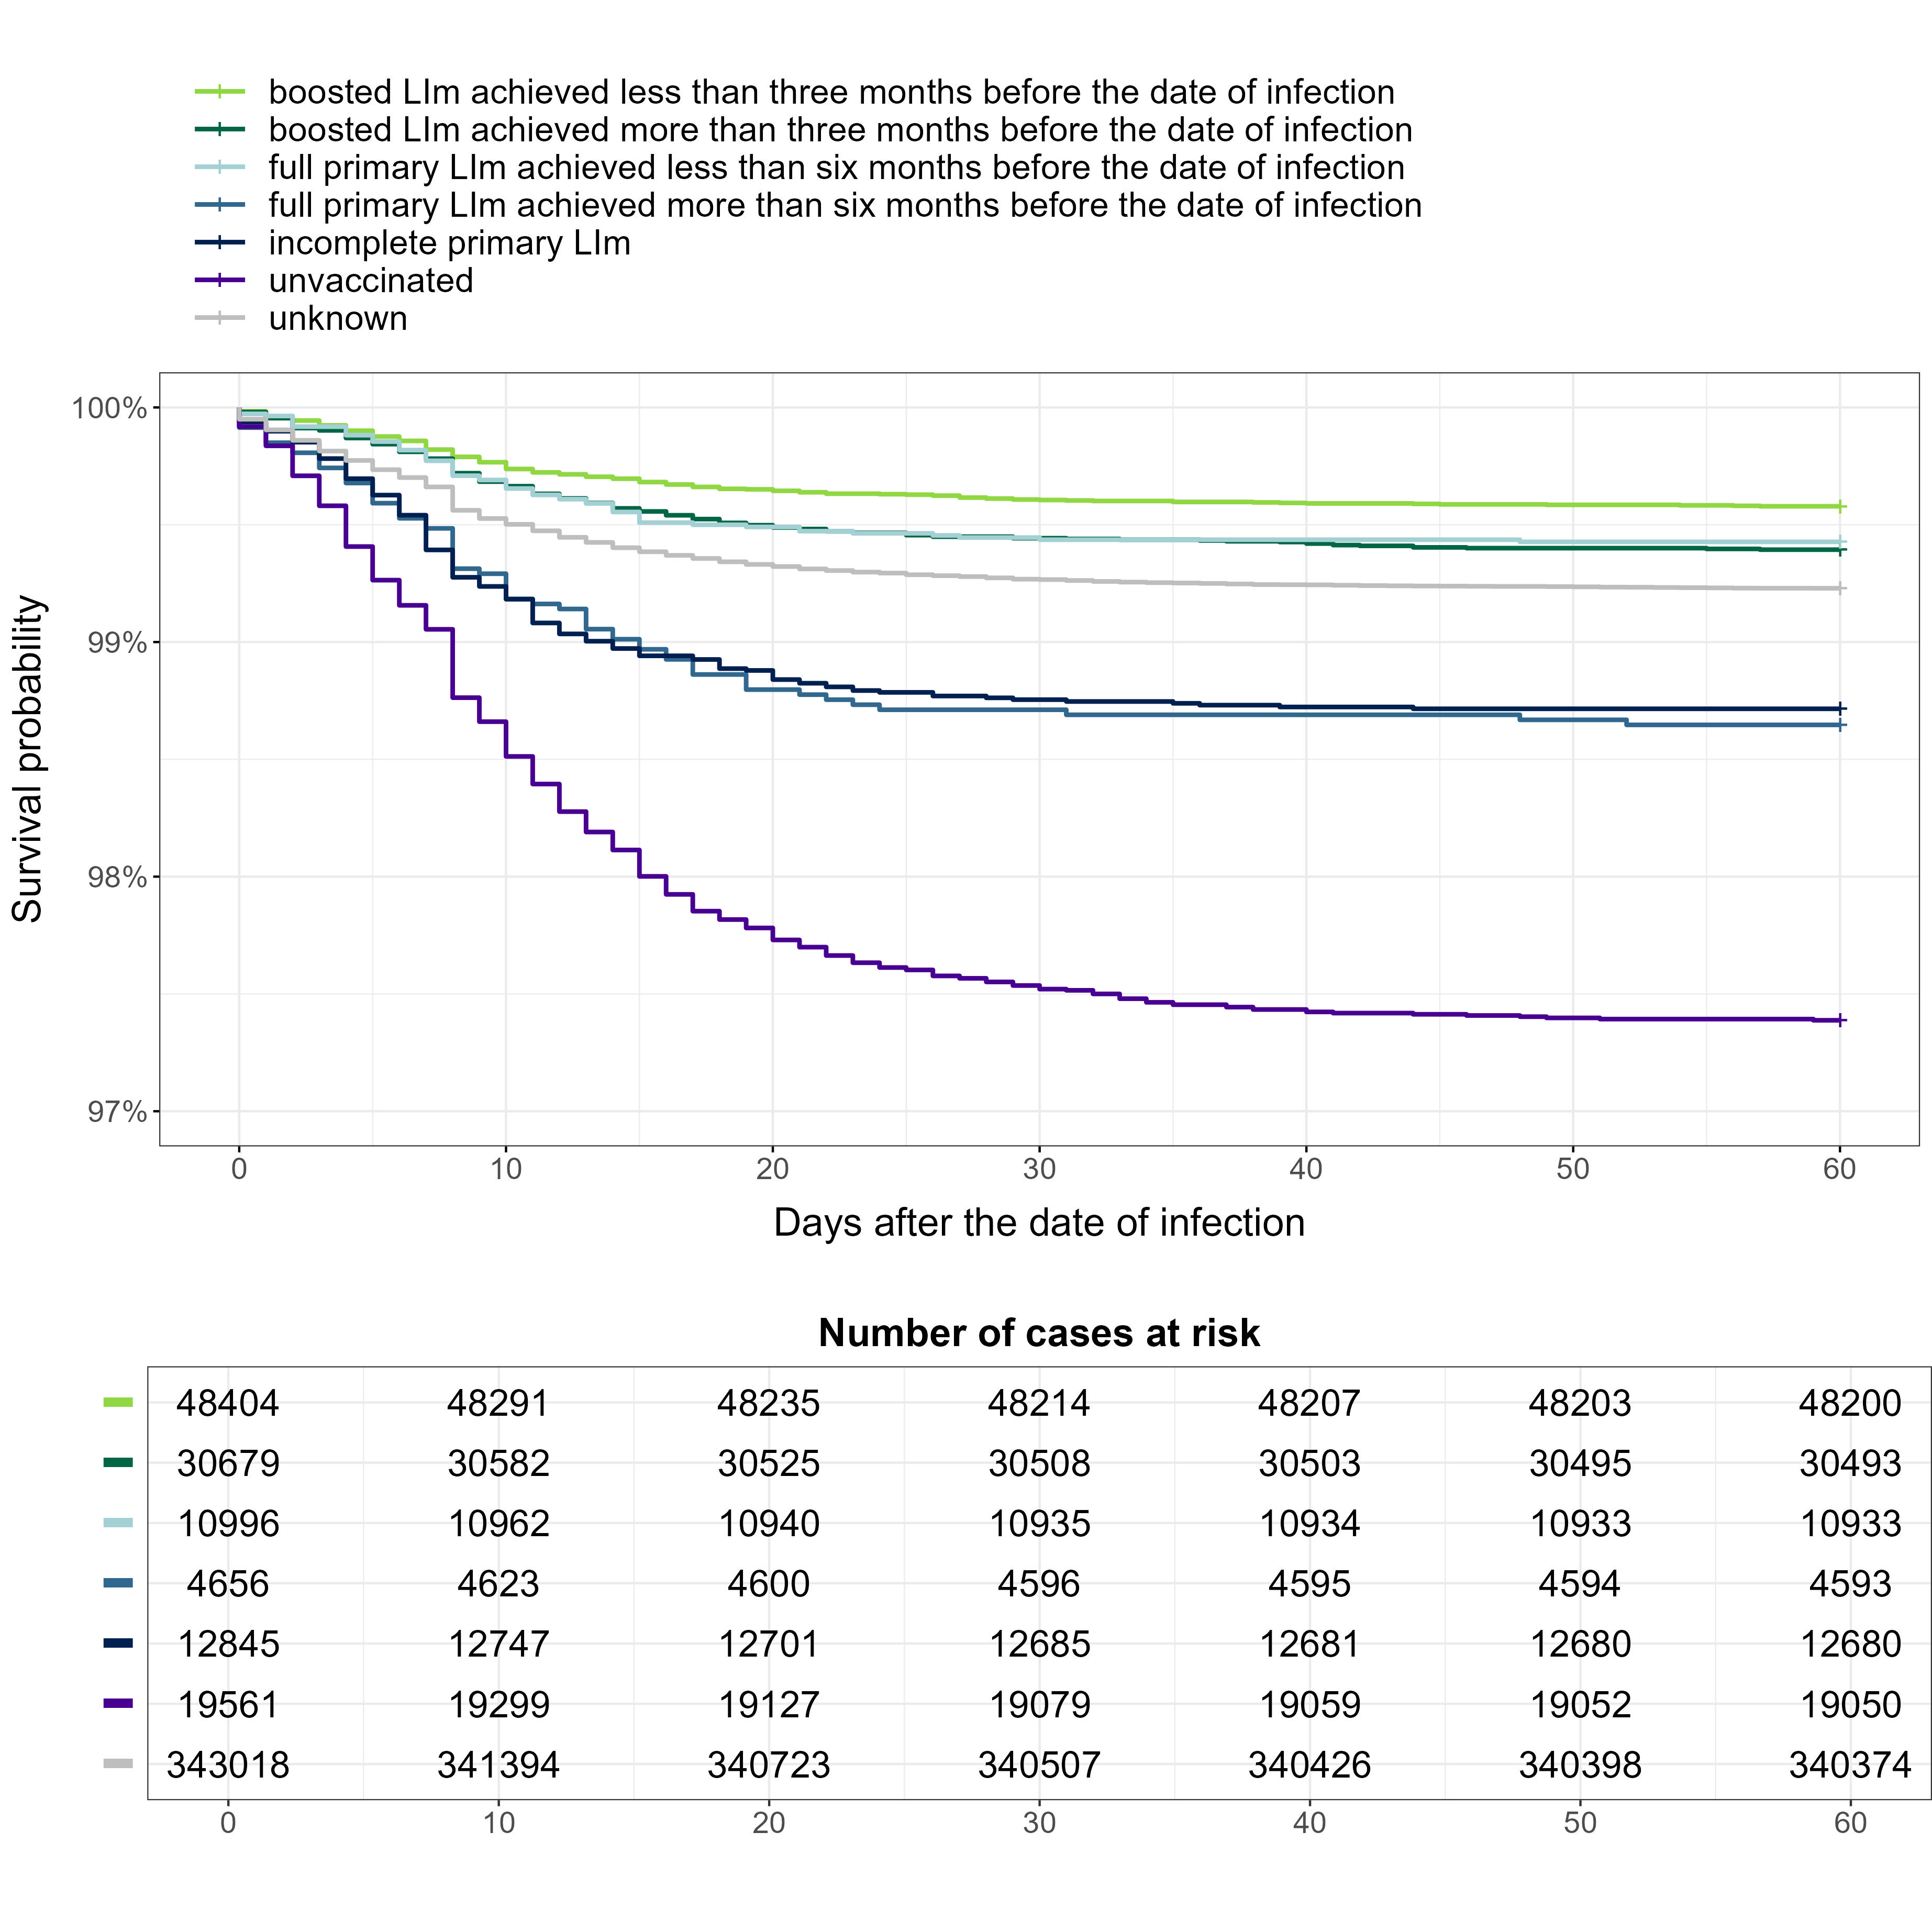 boosted LIm achieved less than three months before the date of infection
boosted LIm achieved more than three months before the date of infection
full primary LIm achieved less than six months before the date of infection
full primary LIm achieved more than six months before the date of infection
incomplete primary LIm
unvaccinated
unknown
Survival probability
100%
99%
98%
97%
0 10 20 30 40 50 60
Days after the date of infection
Number of cases at risk
48404 48291 48235 48214 48207 48203 48200
30679 30582 30525 30508 30503 30495 30493
10996 10962 10940 10935 10934 10933 10933
4656 4623 4600 4596 4595 4594 4593
12845 12747 12701 12685 12681 12680 12680
19561 19299 19127 19079 19059 19052 19050
343018 341394 340723 340507 340426 340398 340374
0 10 20 30 40 50 60